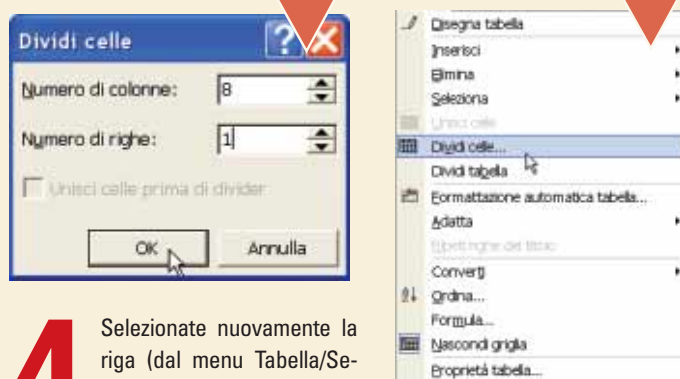 Dividi celle
Numero di colonne: 8
Numero di righe: 1
Unisci celle prima di divider
OK Annulla
4
Selezionate nuovamente la
riga (dal menu Tabella/Se-
Disegna tabella
Inserisci
Elimina
Seleziona
Unisci celle
Dividi celle...
Dividi tabella
Formattazione automatica tabella...
Adatta
Ripeti righe del titolo
Converti
Ordina...
Formula...
Nascondi griglia
Proprietà tabella...